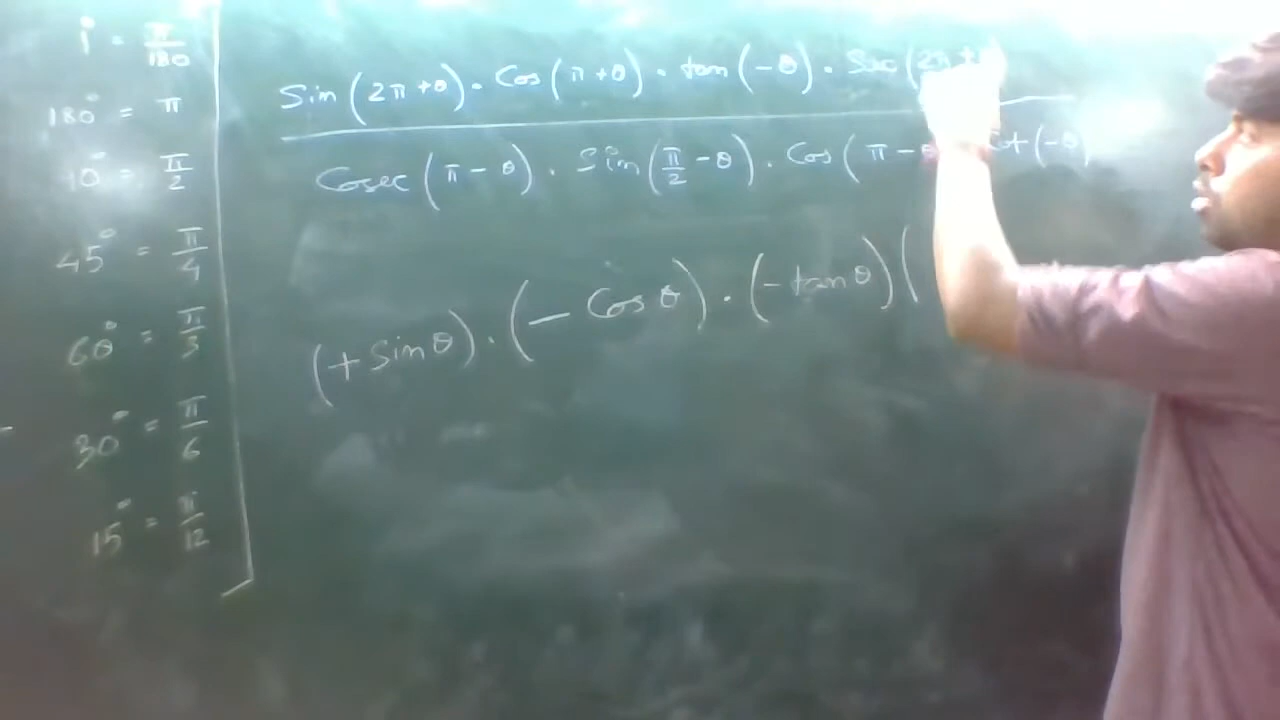 1° = π/180
180° = π
90° = π/2
45° = π/4
60° = π/3
30° = π/6
15° = π/12
Sin (2π + θ) . Cos (π + θ) . tan (-θ) . Sec (2π +
Cosec (π - θ) . Sin (π/2 - θ) . Cos (π - θ cot (-θ)
(+ Sin θ) . (- Cos θ) . (- tan θ) (